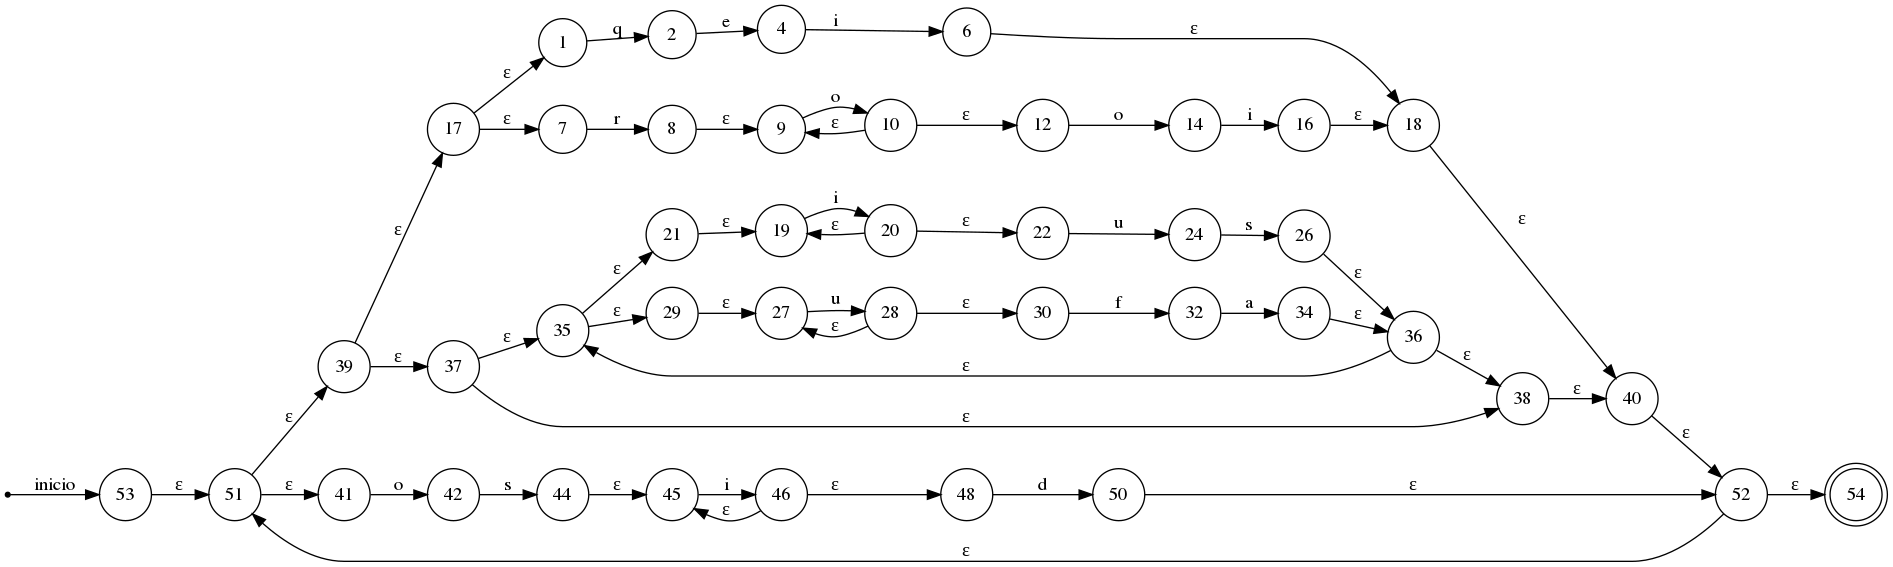 1 q 2 e 4 i 6 ε
ε
17 ε 7 r 8 ε 9 o ε 10 ε 12 o 14 i 16 ε 18
ε ε
21 ε 19 i ε 20 ε 22 u 24 s 26
ε ε
35 ε 29 ε 27 u ε 28 ε 30 f 32 a 34 ε 36
ε
39 ε 37 ε ε
ε 38 ε 40
ε ε ε
inicio 53 ε 51 ε 41 o 42 s 44 ε 45 i ε 46 ε 48 d 50 ε 52 ε 54
ε